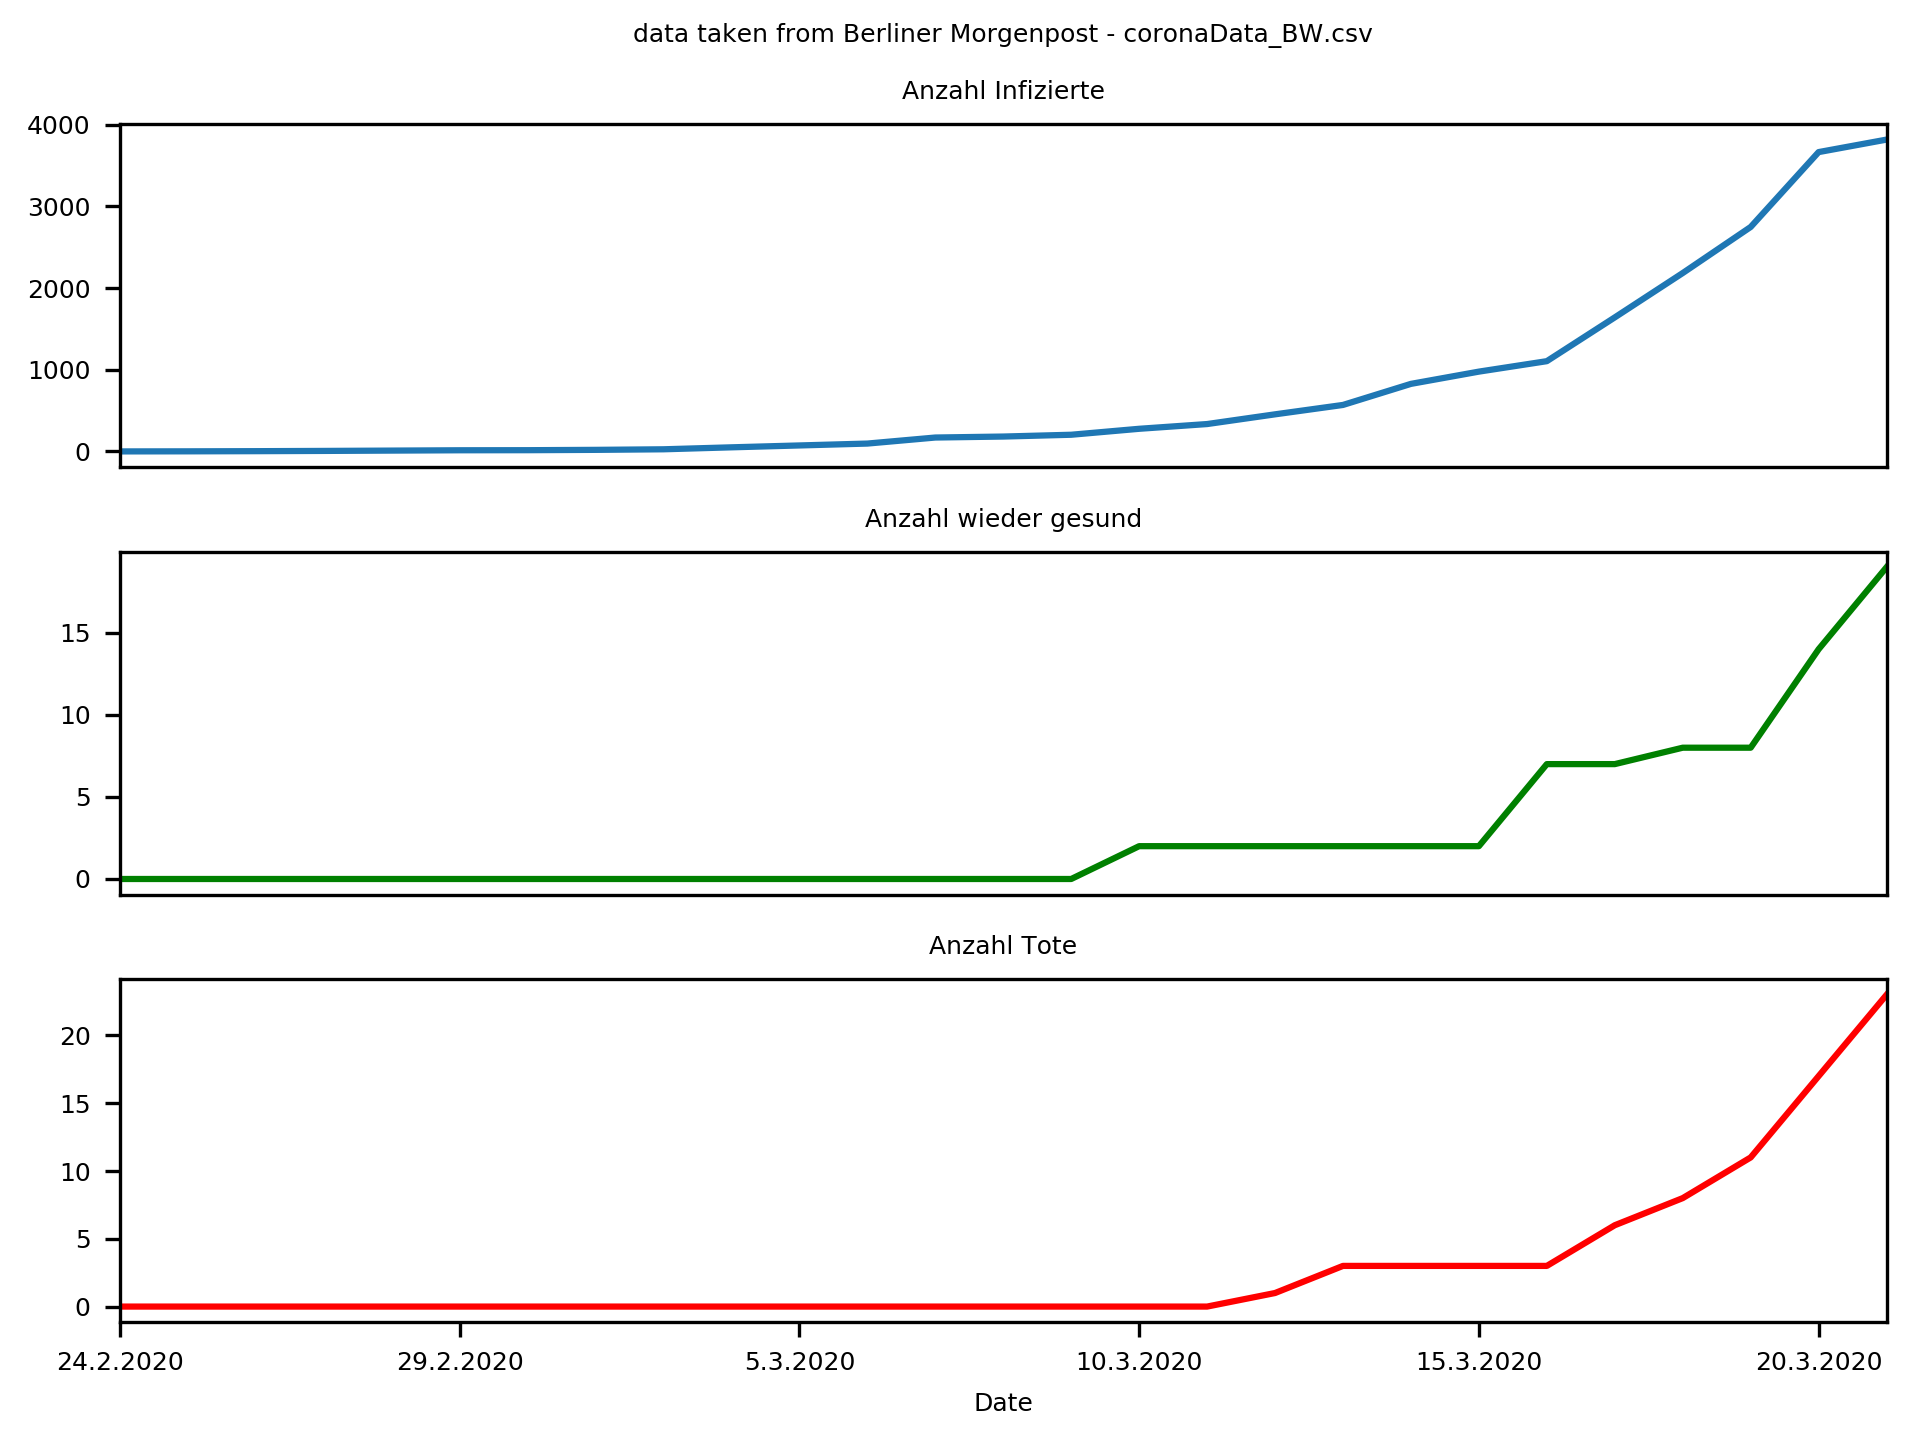 data taken from Berliner Morgenpost - coronaData_BW.csv
Anzahl Infizierte
4000
3000
2000
1000
0
Anzahl wieder gesund
15
10
5
0
Anzahl Tote
20
15
10
5
0
24.2.2020 29.2.2020 5.3.2020 10.3.2020 15.3.2020 20.3.2020
Date